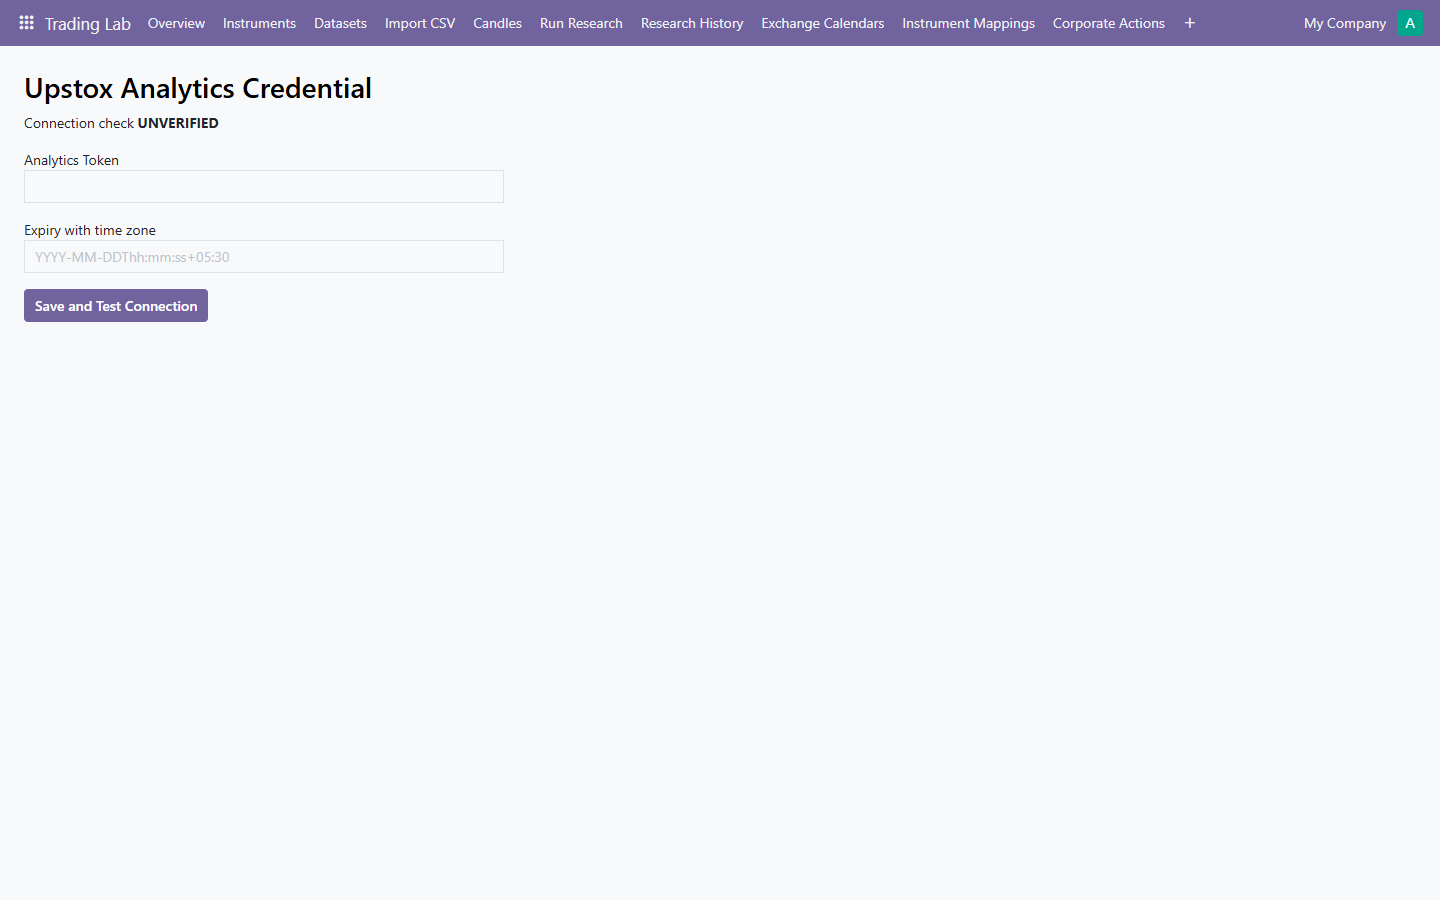 Trading Lab Overview Instruments Datasets Import CSV Candles Run Research Research History Exchange Calendars Instrument Mappings Corporate Actions + My Company A
Upstox Analytics Credential
Connection check UNVERIFIED
Analytics Token
Expiry with time zone
YYYY-MM-DDThh:mm:ss+05:30
Save and Test Connection